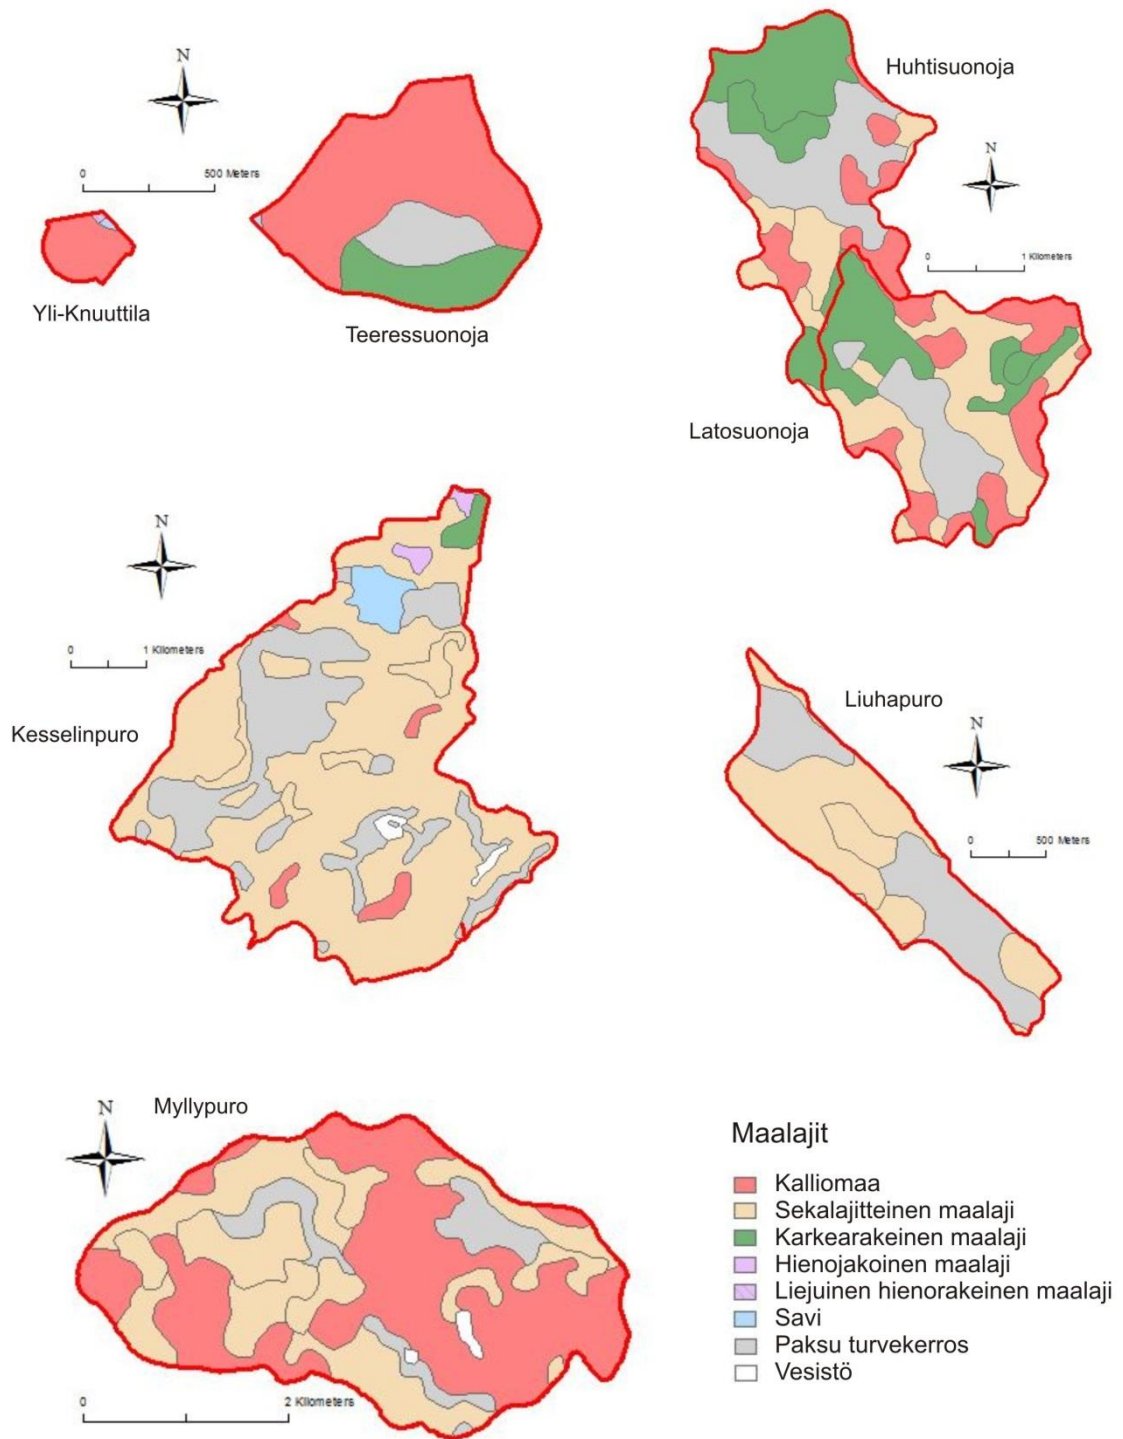 N
0 500 Meters
Yli-Knuuttila
Teeressuonoja
Huhtisuonoja
N
0 1 Kilometers
Latosuonoja
N
0 1 Kilometers
Kesselinpuro
Liuhapuro
N
0 500 Meters
Myllypuro
N
0 2 Kilometers
Maalajit
Kalliomaa
Sekalajitteinen maalaji
Karkearakeinen maalaji
Hienojakoinen maalaji
Liejuinen hienorakeinen maalaji
Savi
Paksu turvekerros
Vesistö